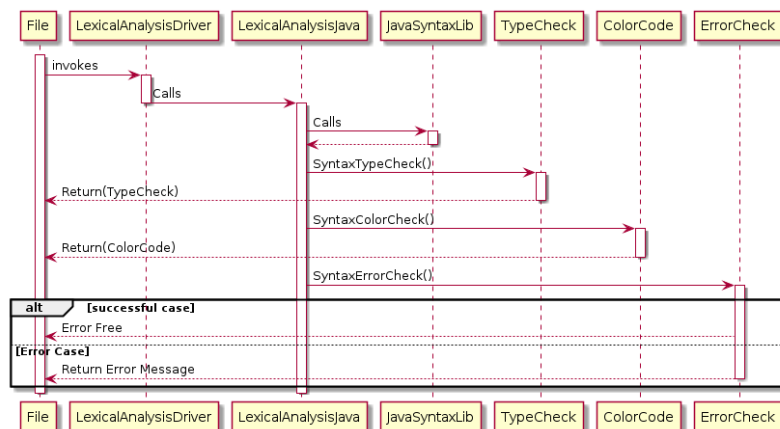 File LexicalAnalysisDriver LexicalAnalysisJava JavaSyntaxLib TypeCheck ColorCode ErrorCheck
invokes
Calls
Calls
SyntaxTypeCheck()
Return(TypeCheck)
SyntaxColorCheck()
Return(ColorCode)
SyntaxErrorCheck()
alt [successful case]
Error Free
[Error Case]
Return Error Message
File LexicalAnalysisDriver LexicalAnalysisJava JavaSyntaxLib TypeCheck ColorCode ErrorCheck